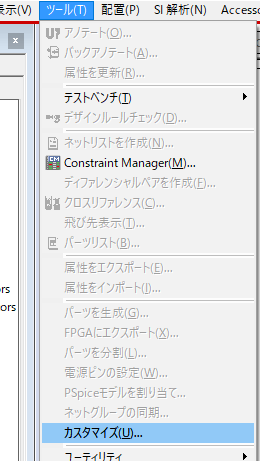 表示(V) ツール(T) 配置(P) SI 解析(N) Accesso
アノテート(O)...
バックアノテート(A)...
属性を更新(R)...
テストベンチ(T)
デザインルールチェック(D)...
ネットリストを作成(N)...
Constraint Manager(M)...
ディファレンシャルペアを作成(F)...
クロスリファレンス(C)...
飛び先表示(T)...
パーツリスト(B)...
属性をエクスポート(E)...
属性をインポート(I)...
ors
tors
パーツを生成(G)...
FPGAにエクスポート(X)...
パーツを分割(L)...
電源ピンの設定(W)...
PSpiceモデルを割り当て...
ネットグループの同期...
カスタマイズ(U)...
ユーティリティ